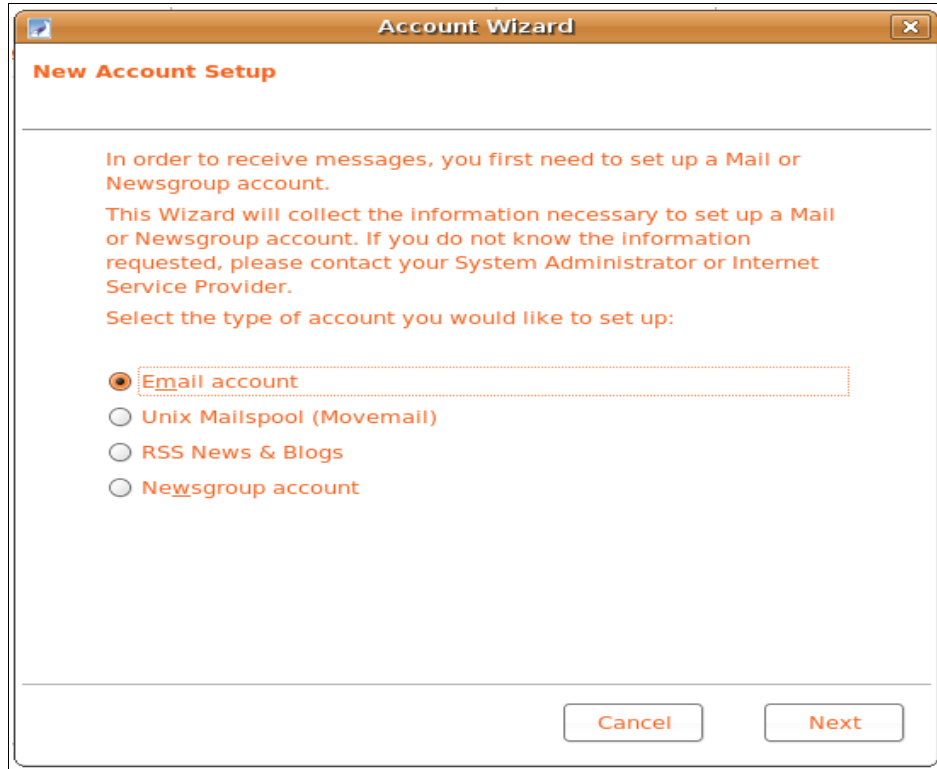 Account Wizard
New Account Setup
In order to receive messages, you first need to set up a Mail or
Newsgroup account.
This Wizard will collect the information necessary to set up a Mail
or Newsgroup account. If you do not know the information
requested, please contact your System Administrator or Internet
Service Provider.
Select the type of account you would like to set up:
Email account
Unix Mailspool (Movemail)
RSS News & Blogs
Newsgroup account
Cancel Next